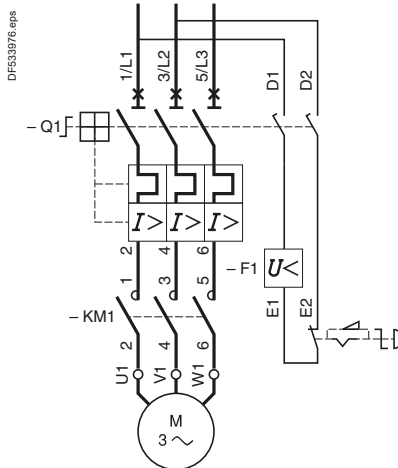 DF533976.eps
1/L1
3/L2
5/L3
D1
D2
– Q1
I>
I>
I>
2
4
6
– F1
U<
1
3
5
E1
E2
– KM1
2
4
6
U1
V1
W1
M
3 ~